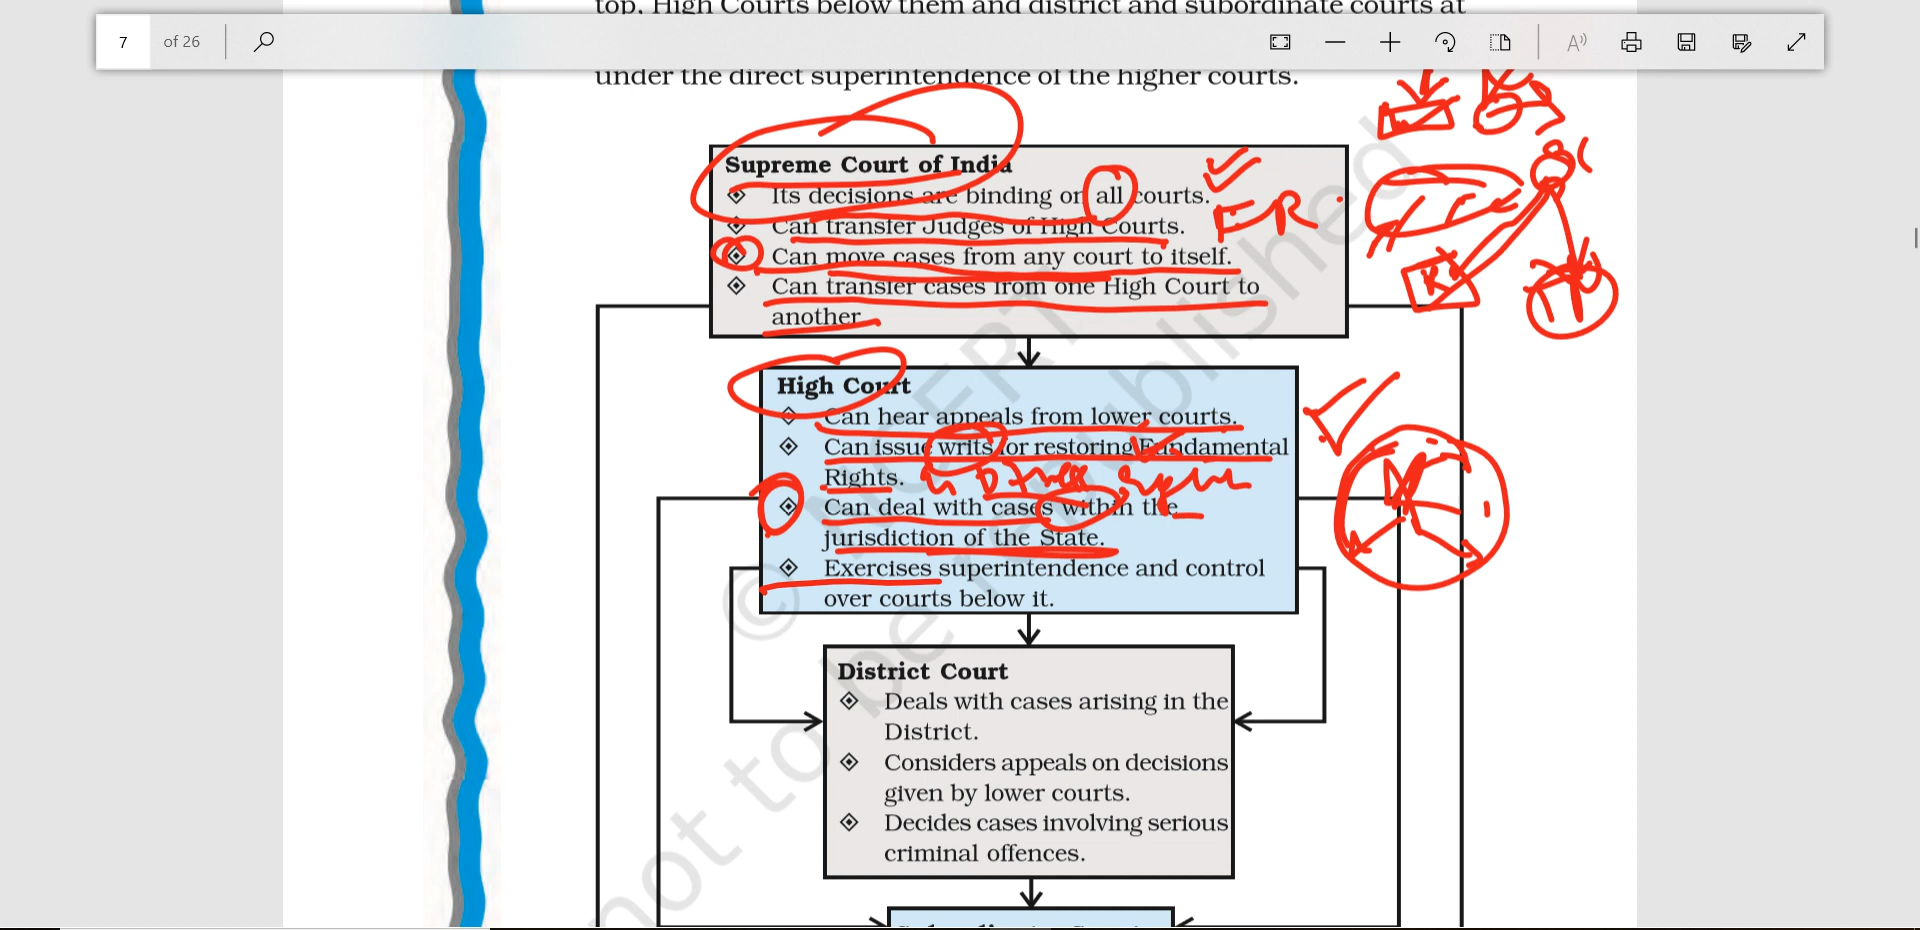 top, High Courts below them and district and subordinate courts at
7 of 26
under the direct superintendence of the higher courts.
Supreme Court of India
Its decisions are binding on all courts.
Can transfer Judges of High Courts.
Can move cases from any court to itself.
Can transfer cases from one High Court to
another
High Court
Can hear appeals from lower courts.
Can issue writs for restoring Fundamental
Rights.
Can deal with cases within the
jurisdiction of the State.
Exercises superintendence and control
over courts below it.
District Court
Deals with cases arising in the
District.
Considers appeals on decisions
given by lower courts.
Decides cases involving serious
criminal offences.
© NCERT
not to be republished